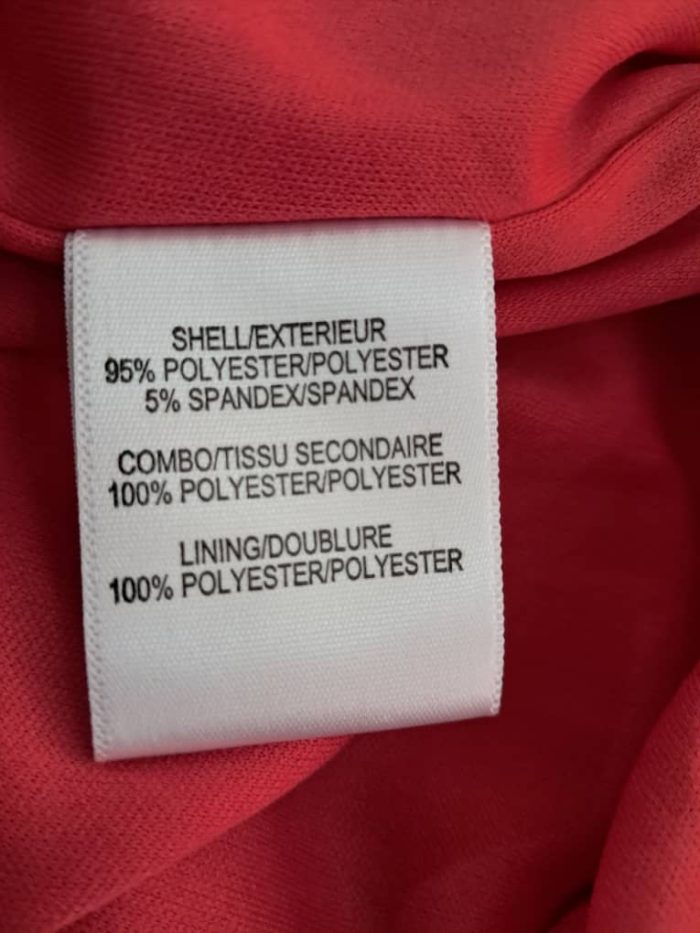 SHELL/EXTERIEUR
95% POLYESTER/POLYESTER
5% SPANDEX/SPANDEX
COMBO/TISSU SECONDAIRE
100% POLYESTER/POLYESTER
LINING/DOUBLURE
100% POLYESTER/POLYESTER